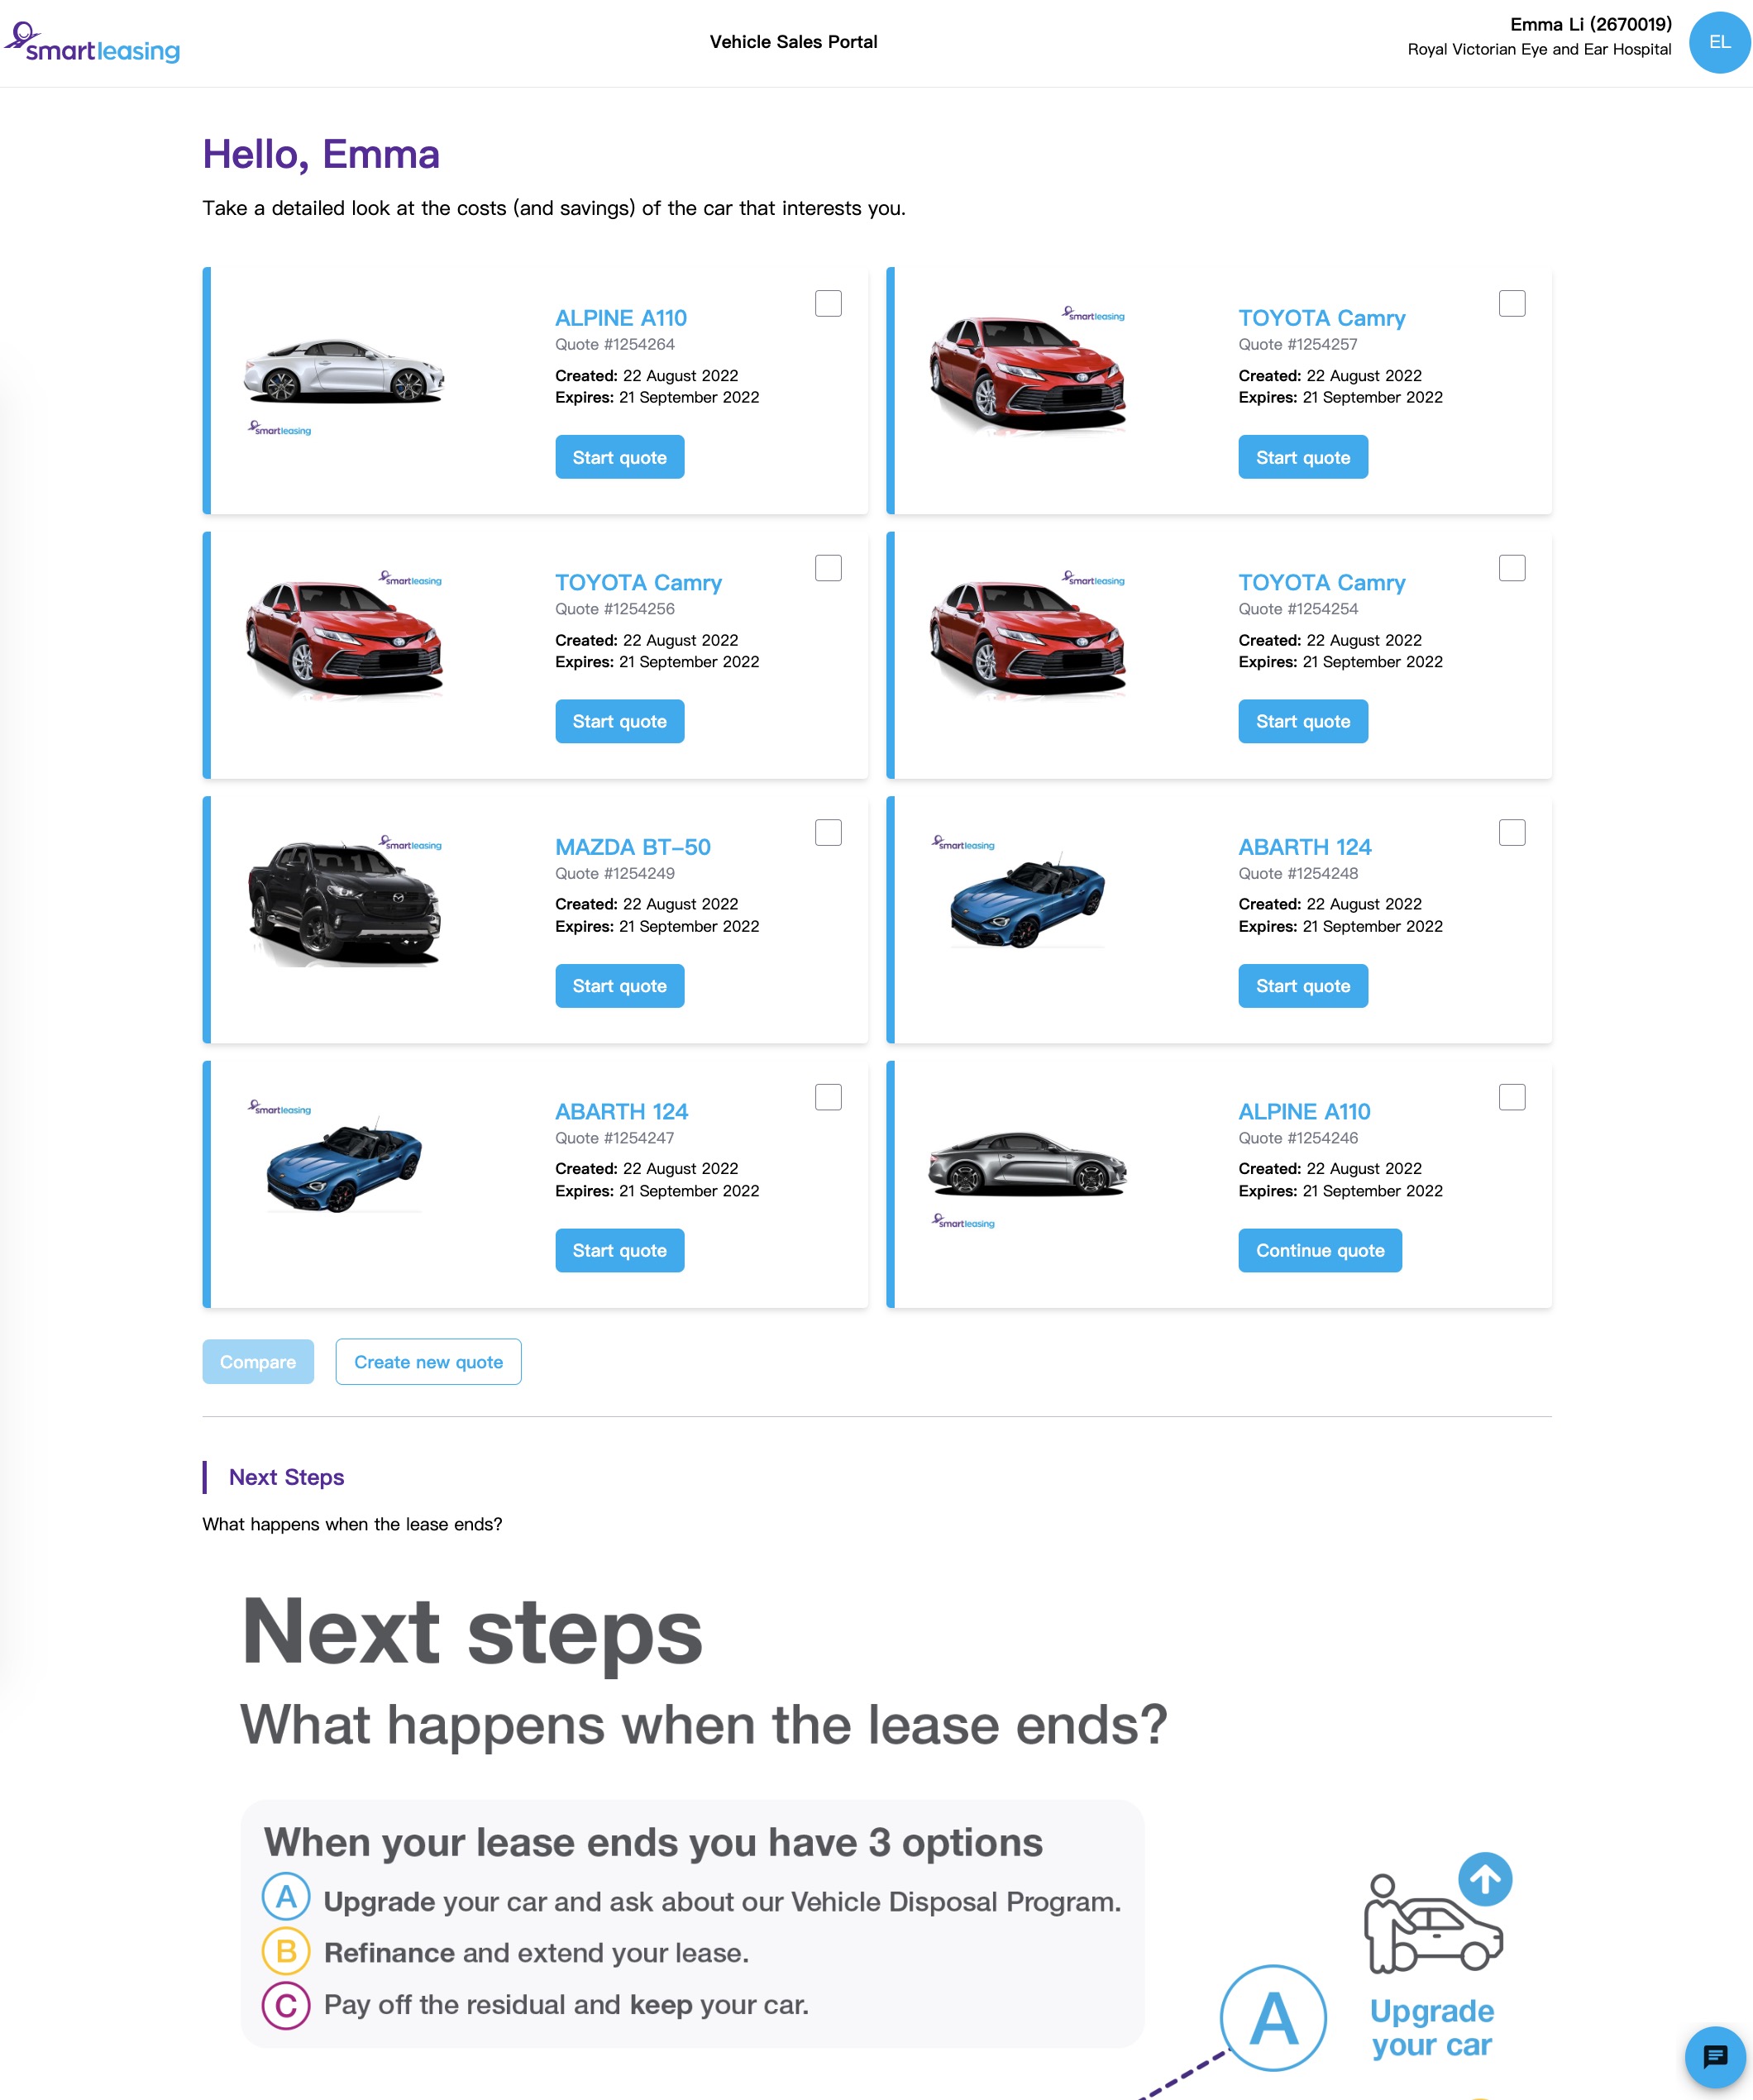 smartleasing
Vehicle Sales Portal
Emma Li (2670019)
Royal Victorian Eye and Ear Hospital
EL
Hello, Emma
Take a detailed look at the costs (and savings) of the car that interests you.
smartleasing
ALPINE A110
Quote #1254264
Created: 22 August 2022
Expires: 21 September 2022
Start quote
smartleasing
TOYOTA Camry
Quote #1254257
Created: 22 August 2022
Expires: 21 September 2022
Start quote
smartleasing
TOYOTA Camry
Quote #1254256
Created: 22 August 2022
Expires: 21 September 2022
Start quote
smartleasing
TOYOTA Camry
Quote #1254254
Created: 22 August 2022
Expires: 21 September 2022
Start quote
smartleasing
MAZDA BT-50
Quote #1254249
Created: 22 August 2022
Expires: 21 September 2022
Start quote
smartleasing
ABARTH 124
Quote #1254248
Created: 22 August 2022
Expires: 21 September 2022
Start quote
smartleasing
ABARTH 124
Quote #1254247
Created: 22 August 2022
Expires: 21 September 2022
Start quote
smartleasing
ALPINE A110
Quote #1254246
Created: 22 August 2022
Expires: 21 September 2022
Continue quote
Compare
Create new quote
Next Steps
What happens when the lease ends?
Next steps
What happens when the lease ends?
When your lease ends you have 3 options
A Upgrade your car and ask about our Vehicle Disposal Program.
B Refinance and extend your lease.
C Pay off the residual and keep your car.
A
Upgrade
your car